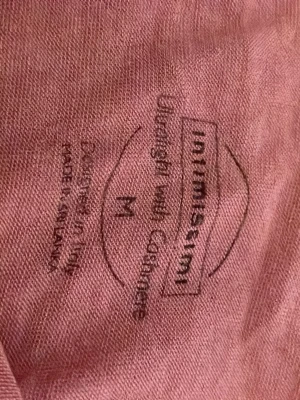 intimissimi
Ultralight with Cashmere
M
Designed in Italy
MADE IN SRI LANKA